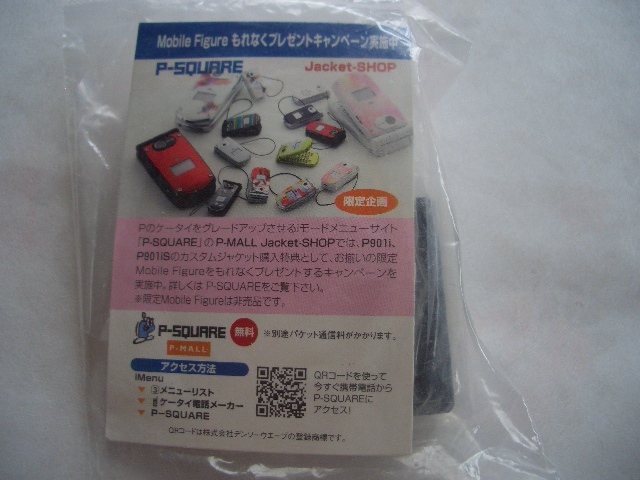 Mobile Figure もれなくプレゼントキャンペーン実施中
P-SQUARE
Jacket-SHOP
限定企画
Pのケータイをグレードアップさせるiモードメニューサイト
「P-SQUARE」のP-MALL Jacket-SHOPでは、P901i、
P901iSのカスタムジャケット購入特典として、お揃いの限定
Mobile Figureをもれなくプレゼントするキャンペーンを
実施中。詳しくは P-SQUAREをご覧下さい。
※限定Mobile Figureは非売品です。
P-SQUARE 無料 ※別途パケット通信料がかかります。
P-MALL
アクセス方法
iMenu
▼ ③メニューリスト
▼ ケータイ電話メーカー
▼ P-SQUARE
QRコードを使って
今すぐ携帯電話から
P-SQUAREに
アクセス!
QRコードは株式会社デンソーウエーブの登録商標です。